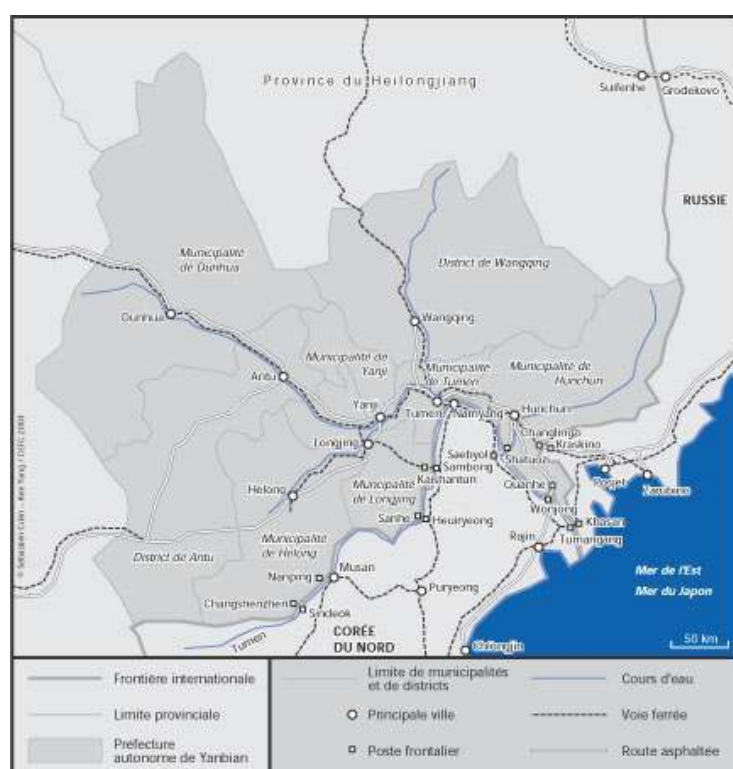 Province du Heilongjiang
Suifenhe
Grodekovo
RUSSIE
Municipalité
de Dunhua
District de Wangqing
Dunhua
Wangqing
Municipalité de
Yanji
Municipalité
de Tumen
Municipalité de
Hunchun
Antu
Yanji
Tumen
Namyang
Hunchun
Longjing
Changlingzi
Kraskino
Saebyol
Shatuozi
Sambong
Kaishantun
Quanhe
Posjet
Zarubino
Helong
Municipalité
de Longjing
Wonjong
Sanhe
Hoeiryeong
Khasan
Tumangang
Municipalité
de Helong
District de Antu
Rajin
Nanping
Musan
Puryeong
Mer de l'Est
Mer du Japon
Changshenzhen
Sindeok
Tumen
CORÉE
DU NORD
Chongjin
50 km
Frontière internationale
Limite provinciale
Préfecture
autonome de Yanbian
Limite de municipalités
et de districts
Principale ville
Poste frontalier
Cours d'eau
Voie ferrée
Route asphaltée